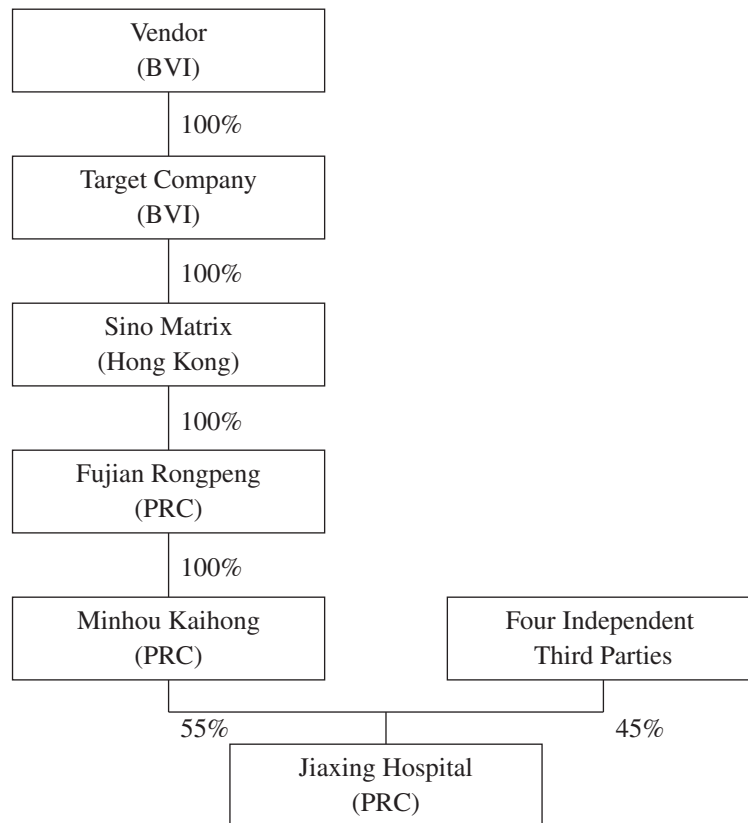 Vendor
(BVI)
100%
Target Company
(BVI)
100%
Sino Matrix
(Hong Kong)
100%
Fujian Rongpeng
(PRC)
100%
Minhou Kaihong
(PRC)
Four Independent
Third Parties
55%
45%
Jiaxing Hospital
(PRC)